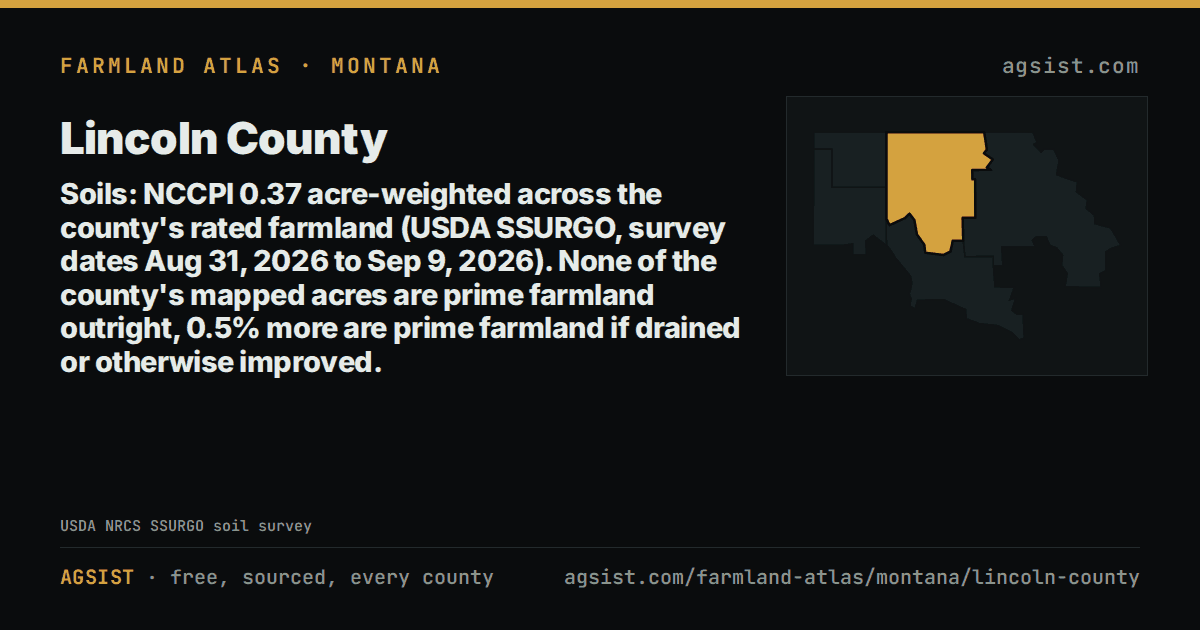 FARMLAND ATLAS · MONTANA
agsist.com
Lincoln County
Soils: NCCPI 0.37 acre-weighted across the
county's rated farmland (USDA SSURGO, survey
dates Aug 31, 2026 to Sep 9, 2026). None of the
county's mapped acres are prime farmland
outright, 0.5% more are prime farmland if drained
or otherwise improved.
USDA NRCS SSURGO soil survey
AGSIST · free, sourced, every county
agsist.com/farmland-atlas/montana/lincoln-county